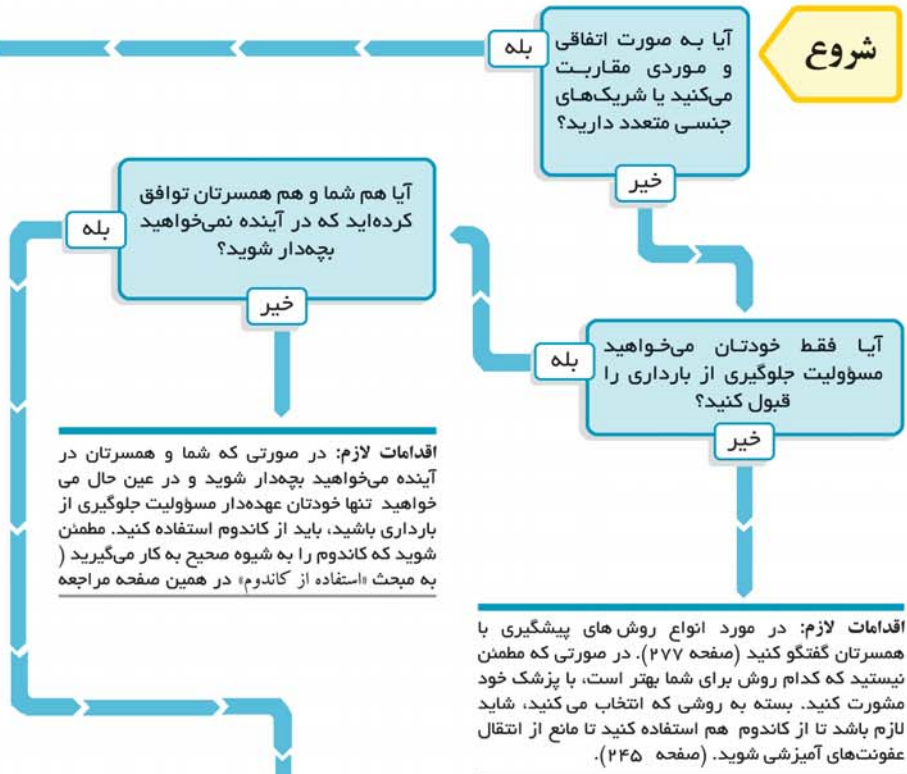 شروع
آیا به صورت اتفاقی
و موردی مقاربت
می‌کنید یا شریک‌های
جنسی متعدد دارید؟
بله
خیر
آیا فقط خودتان می‌خواهید
مسؤولیت جلوگیری از بارداری را
قبول کنید؟
بله
خیر
اقدامات لازم: در مورد انواع روش های پیشگیری با
همسرتان گفتگو کنید (صفحه ۲۷۷). در صورتی که مطمئن
نیستید که کدام روش برای شما بهتر است، با پزشک خود
مشورت کنید. بسته به روشی که انتخاب می کنید، شاید
لازم باشد تا از کاندوم هم استفاده کنید تا مانع از انتقال
عفونت‌های آمیزشی شوید. (صفحه ۲۴۵).
آیا هم شما و هم همسرتان توافق
کرده‌اید که در آینده نمی‌خواهید
بچه‌دار شوید؟
بله
خیر
اقدامات لازم: در صورتی که شما و همسرتان در
آینده می‌خواهید بچه‌دار شوید و در عین حال می
خواهید تنها خودتان عهده‌دار مسؤولیت جلوگیری از
بارداری باشید، باید از کاندوم استفاده کنید. مطمئن
شوید که کاندوم را به شیوه صحیح به کار می‌گیرید (
به مبحث «استفاده از کاندوم» در همین صفحه مراجعه